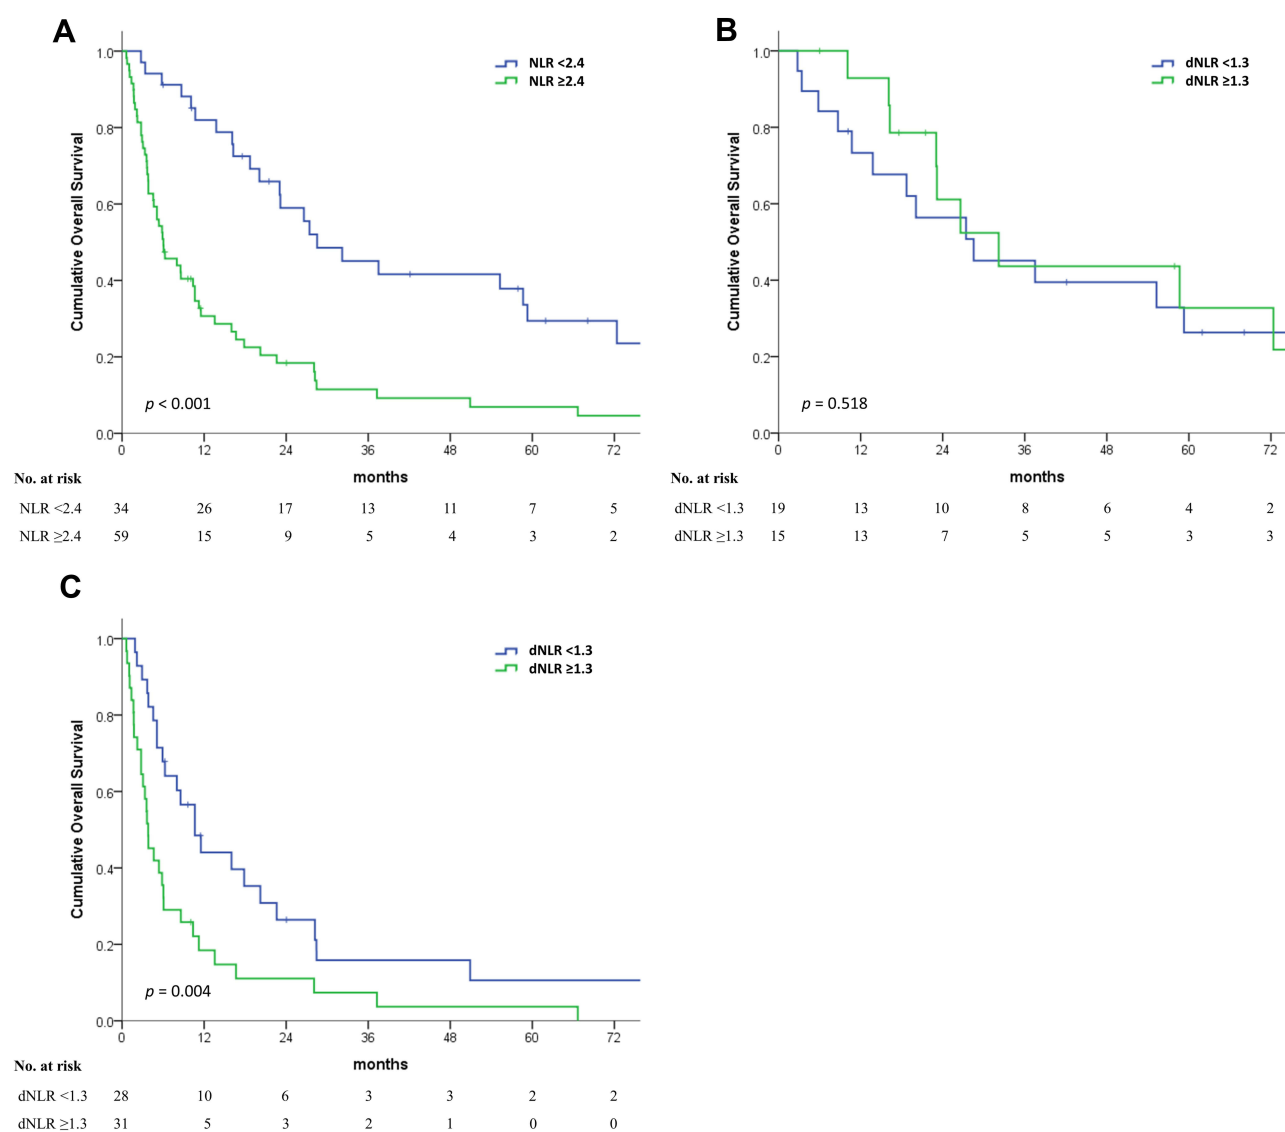 A
NLR <2.4
NLR ≥2.4
Cumulative Overall Survival
1.0
0.8
0.6
0.4
0.2
0.0
p < 0.001
0 12 24 36 48 60 72
months
No. at risk
NLR <2.4 34 26 17 13 11 7 5
NLR ≥2.4 59 15 9 5 4 3 2
B
dNLR <1.3
dNLR ≥1.3
Cumulative Overall Survival
1.0
0.8
0.6
0.4
0.2
0.0
p = 0.518
0 12 24 36 48 60 72
months
No. at risk
dNLR <1.3 19 13 10 8 6 4 2
dNLR ≥1.3 15 13 7 5 5 3 3
C
dNLR <1.3
dNLR ≥1.3
Cumulative Overall Survival
1.0
0.8
0.6
0.4
0.2
0.0
p = 0.004
0 12 24 36 48 60 72
months
No. at risk
dNLR <1.3 28 10 6 3 3 2 2
dNLR ≥1.3 31 5 3 2 1 0 0